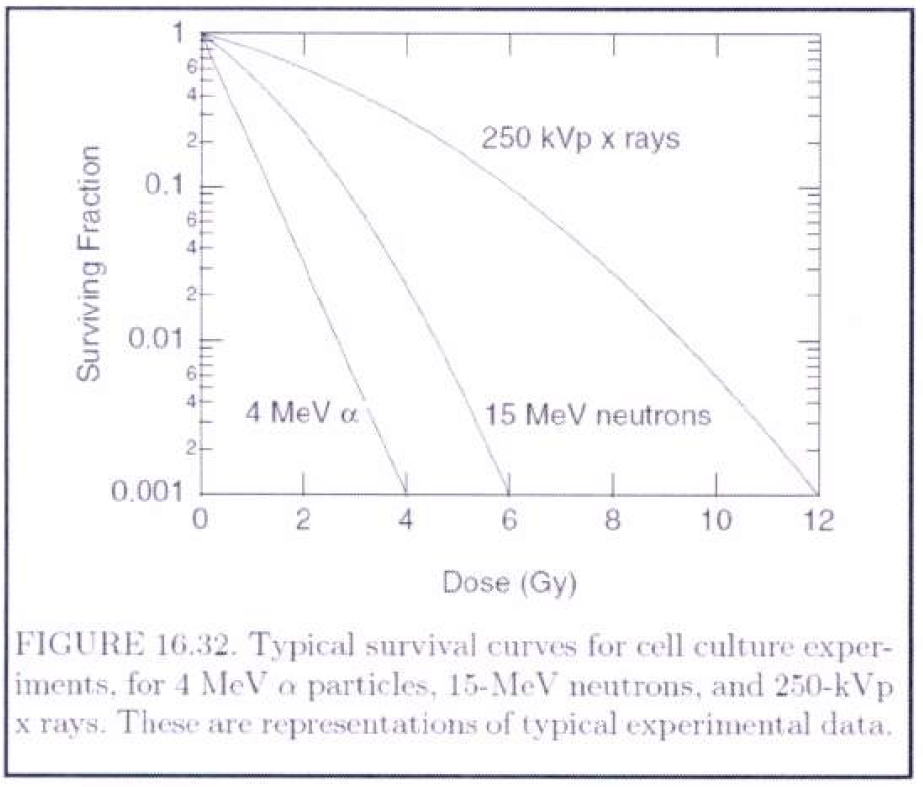 1
6
4
2
0.1
6
4
2
0.01
6
4
2
0.001
Surviving Fraction
250 kVp x rays
4 MeV α
15 MeV neutrons
0 2 4 6 8 10 12
Dose (Gy)
FIGURE 16.32. Typical survival curves for cell culture exper-
iments, for 4 MeV α particles, 15-MeV neutrons, and 250-kVp
x rays. These are representations of typical experimental data.